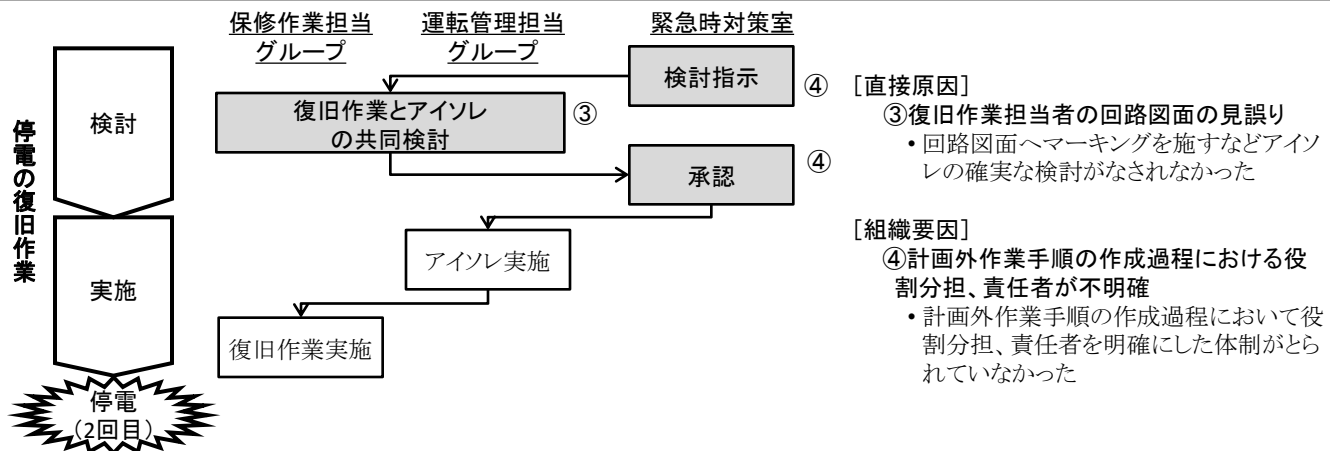 保修作業担当
グループ
運転管理担当
グループ
緊急時対策室
停電の復旧作業
検討
検討指示
④
復旧作業とアイソレ
の共同検討
③
承認
④
実施
アイソレ実施
復旧作業実施
停電
(2回目)
[直接原因]
③復旧作業担当者の回路図面の見誤り
• 回路図面へマーキングを施すなどアイソ
レの確実な検討がなされなかった
[組織要因]
④計画外作業手順の作成過程における役
割分担、責任者が不明確
• 計画外作業手順の作成過程において役
割分担、責任者を明確にした体制がとら
れていなかった